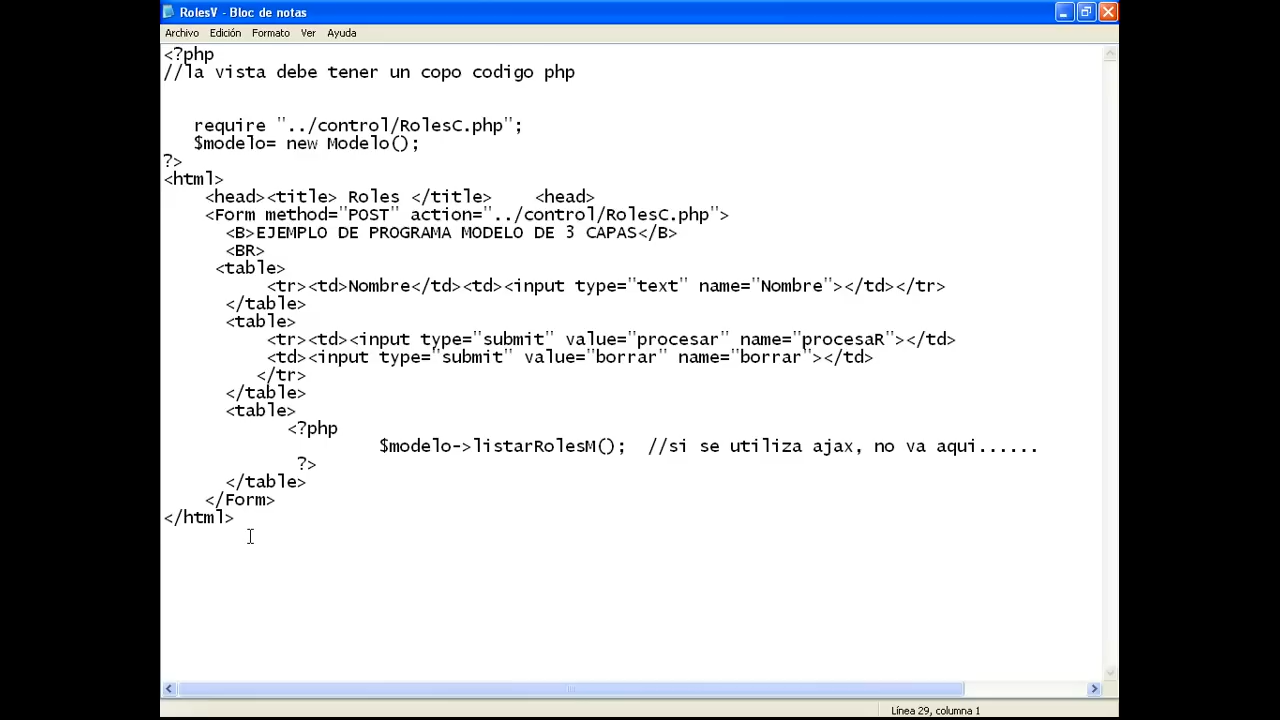 RolesV - Bloc de notas
Archivo Edición Formato Ver Ayuda
<?php
//la vista debe tener un copo codigo php
require "../control/RolesC.php";
$modelo= new Modelo();
?>
<html>
<head><title> Roles </title> <head>
<Form method="POST" action="../control/RolesC.php">
<B>EJEMPLO DE PROGRAMA MODELO DE 3 CAPAS</B>
<BR>
<table>
<tr><td>Nombre</td><td><input type="text" name="Nombre"></td></tr>
</table>
<table>
<tr><td><input type="submit" value="procesar" name="procesaR"></td>
<td><input type="submit" value="borrar" name="borrar"></td>
</tr>
</table>
<table>
<?php
$modelo->listarRolesM(); //si se utiliza ajax, no va aqui......
?>
</table>
</Form>
</html>
Línea 29, columna 1